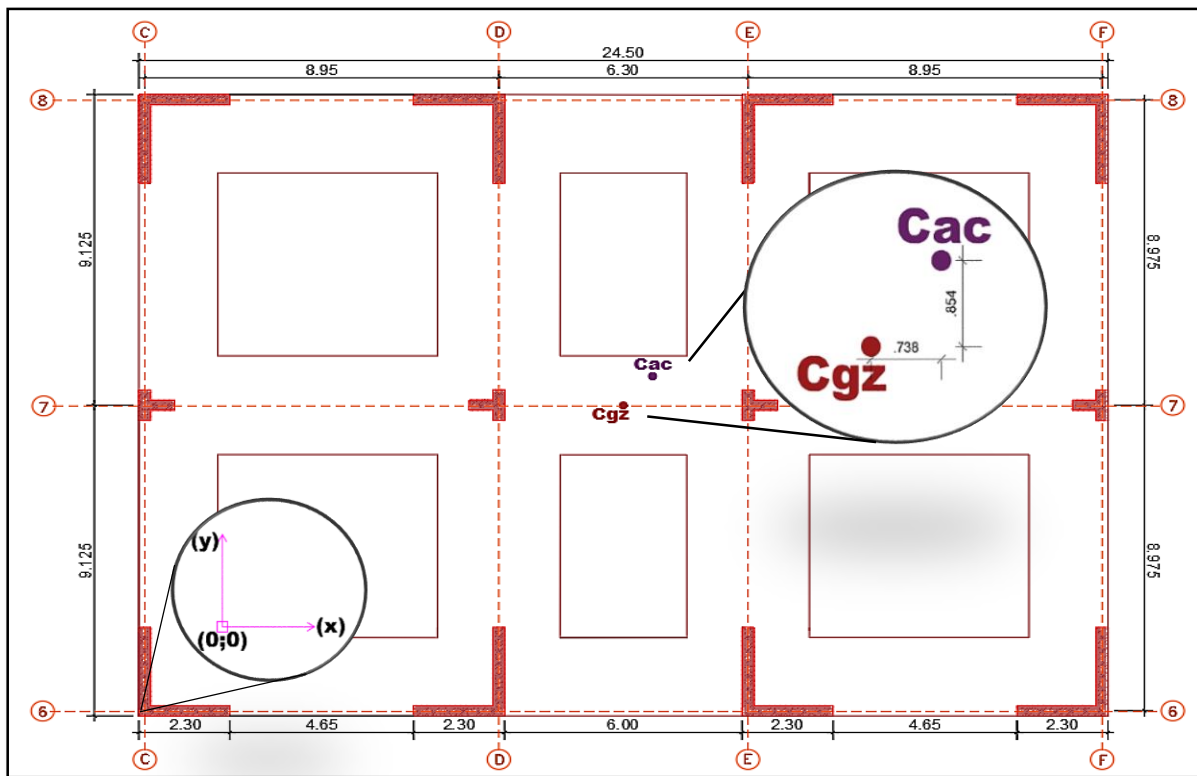 C D E F
24.50
8.95 6.30 8.95
8 8
Cac
.854
.738
Cgz
9.125 8.975
Cac
7 7
Cgz
(y)
(x)
(0;0)
9.125 8.975
6 6
2.30 4.65 2.30 6.00 2.30 4.65 2.30
C D E F